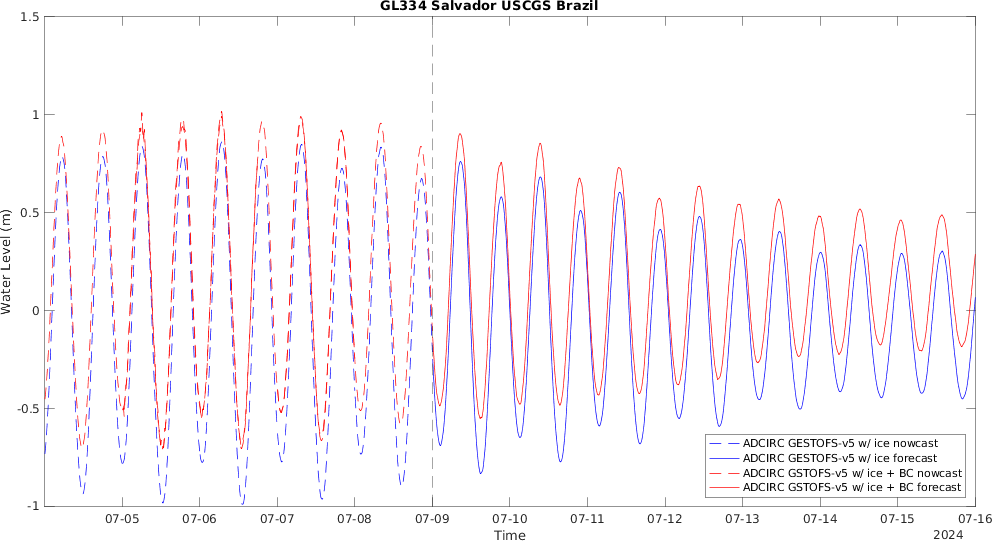 GL334 Salvador USCGS Brazil
1.5
1
0.5
0
-0.5
-1
Water Level (m)
ADCIRC GESTOFS-v5 w/ ice nowcast
ADCIRC GESTOFS-v5 w/ ice forecast
ADCIRC GSTOFS-v5 w/ ice + BC nowcast
ADCIRC GSTOFS-v5 w/ ice + BC forecast
07-05 07-06 07-07 07-08 07-09 07-10 07-11 07-12 07-13 07-14 07-15 07-16
Time
2024